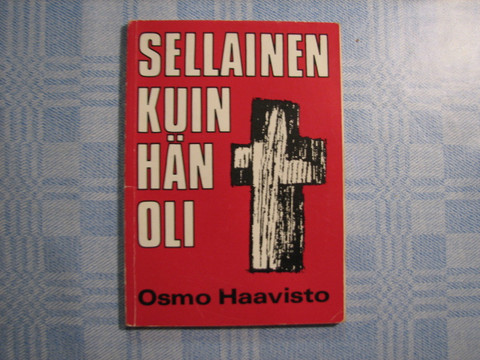 SELLAINEN
KUIN
HÄN
OLI
Osmo Haavisto